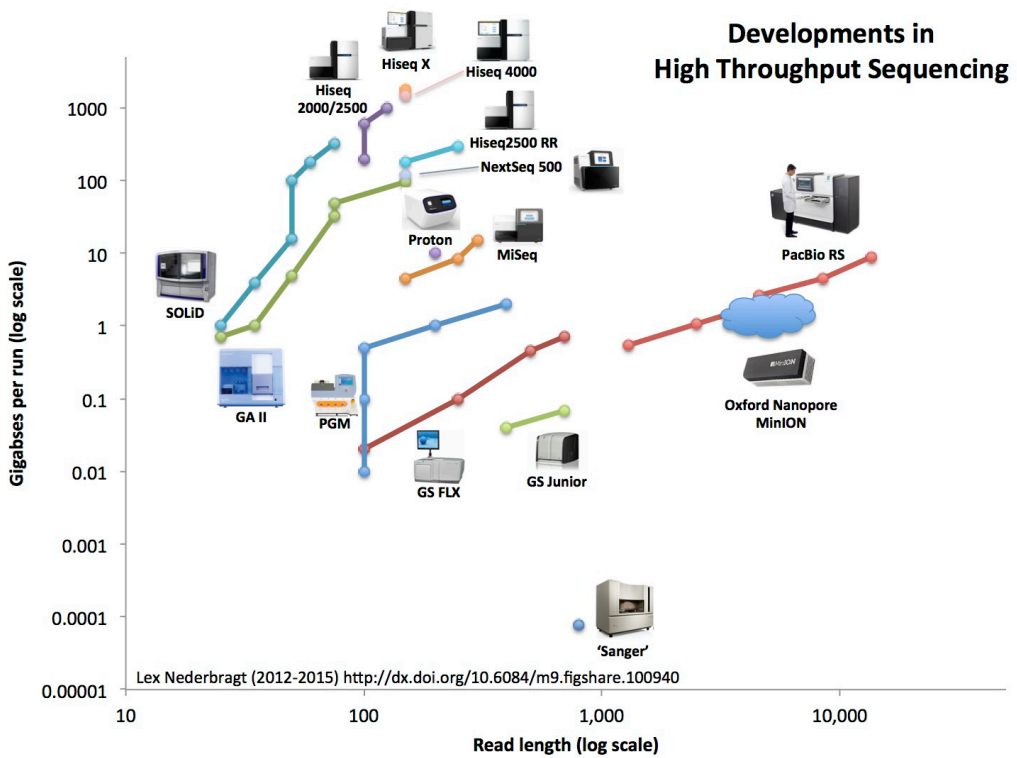 Developments in
High Throughput Sequencing
Hiseq X
Hiseq 4000
Hiseq
2000/2500
Hiseq2500 RR
NextSeq 500
Proton
MiSeq
PacBio RS
SOLiD
GA II
PGM
GS FLX
GS Junior
MinION
Oxford Nanopore
MinION
‘Sanger’
Gigabses per run (log scale)
1000
100
10
1
0.1
0.01
0.001
0.0001
0.00001
Lex Nederbragt (2012-2015) http://dx.doi.org/10.6084/m9.figshare.100940
10
100
1,000
10,000
Read length (log scale)